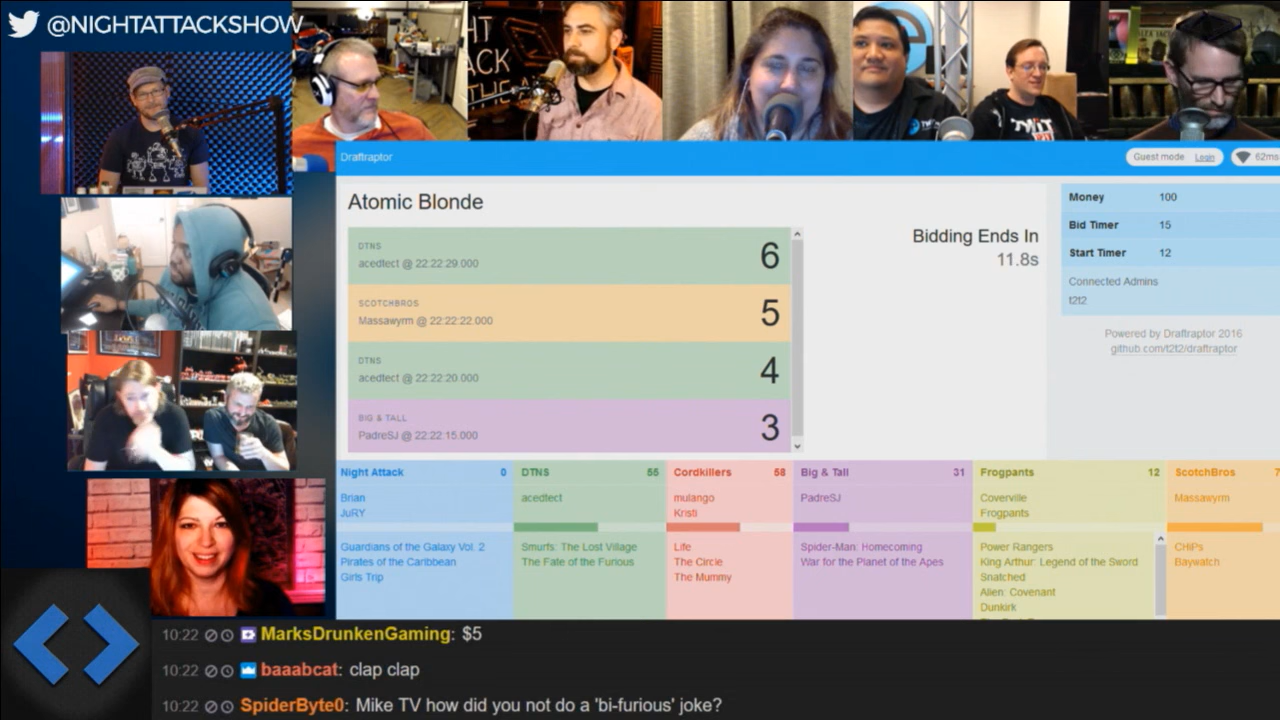 @NIGHTATTACKSHOW
Draftraptor
Guest mode Login
62ms
Atomic Blonde
Bidding Ends In
11.8s
DTNS
acedtect @ 22:22:29.000
6
SCOTCHBROS
Massawyrm @ 22:22:22.000
5
DTNS
acedtect @ 22:22:20.000
4
BIG & TALL
PadreSJ @ 22:22:15.000
3
Money 100
Bid Timer 15
Start Timer 12
Connected Admins
t2t2
Powered by Draftraptor 2016
github.com/t2t2/draftraptor
Night Attack 0
Brian
JuRY
Guardians of the Galaxy Vol. 2
Pirates of the Caribbean
Girls Trip
DTNS 55
acedtect
Smurfs: The Lost Village
The Fate of the Furious
Cordkillers 58
mulango
Kristi
Life
The Circle
The Mummy
Big & Tall 31
PadreSJ
Spider-Man: Homecoming
War for the Planet of the Apes
Frogpants 12
Coverville
Frogpants
Power Rangers
King Arthur: Legend of the Sword
Snatched
Alien: Covenant
Dunkirk
ScotchBros 7
Massawyrm
CHiPs
Baywatch
10:22 MarksDrunkenGaming: $5
10:22 baaabcat: clap clap
10:22 SpiderByte0: Mike TV how did you not do a 'bi-furious' joke?